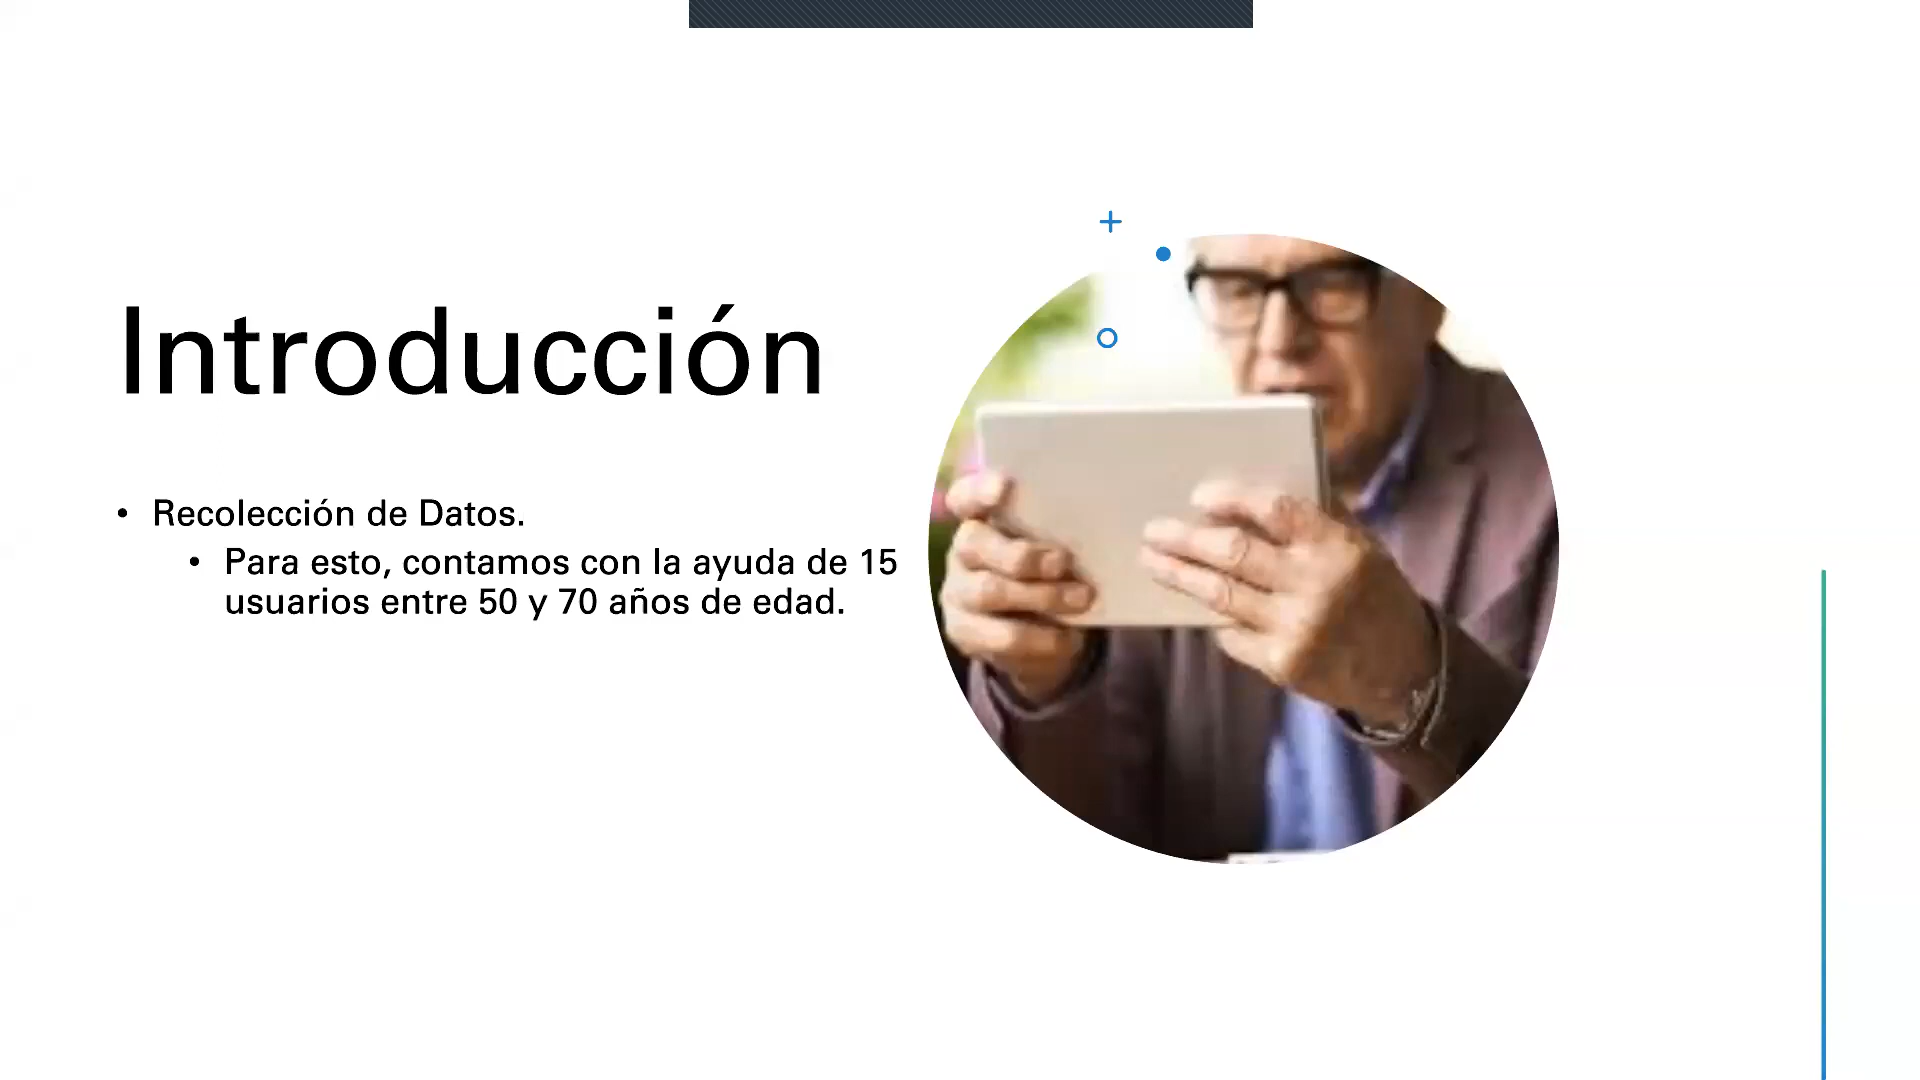 Introducción
• Recolección de Datos.
• Para esto, contamos con la ayuda de 15
usuarios entre 50 y 70 años de edad.